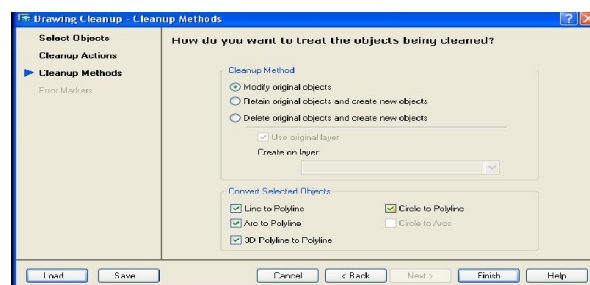 Drawing Cleanup - Cleanup Methods
Select Objects
Cleanup Actions
Cleanup Methods
Error Markers
How do you want to treat the objects being cleaned?
Cleanup Method
Modify original objects
Retain original objects and create new objects
Delete original objects and create new objects
Use original layer
Create on layer
Convert Selected Objects
Line to Polyline
Circle to Polyline
Arc to Polyline
Circle to Arcs
3D Polyline to Polyline
Load Save Cancel < Back Next > Finish Help